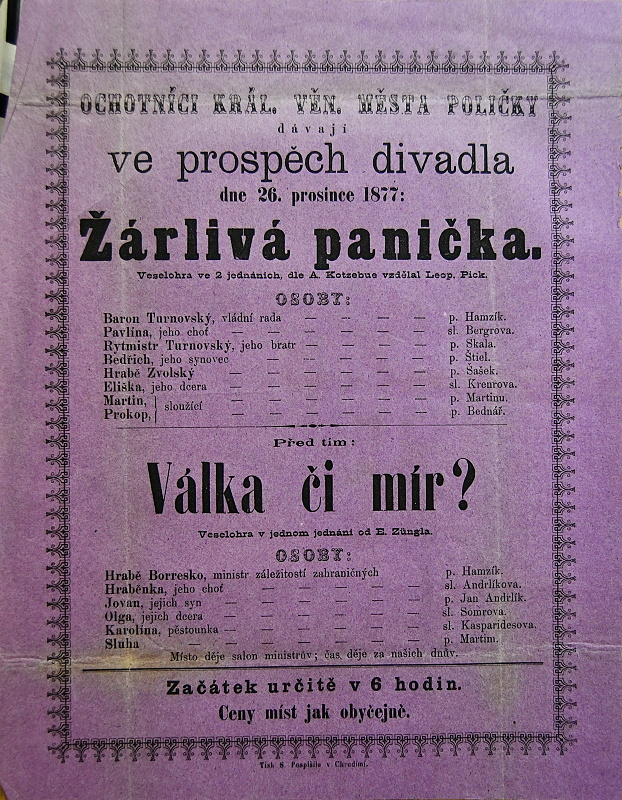 OCHOTNÍCI KRÁL. VĚN. MĚSTA POLIČKY
dávají
ve prospěch divadla
dne 26. prosince 1877:
Žárlivá panička.
Veselohra ve 2 jednáních, dle A. Kotzebue vzdělal Leop. Pick.
OSOBY:
Baron Turnovský, vládní rada — — — — p. Hamzík.
Pavlína, jeho choť — — — — — sl. Bergrova.
Rytmistr Turnovský, jeho bratr — — — — p. Skala.
Bedřich, jeho synovec — — — — p. Štiel.
Hrabě Zvolský — — — — — p. Šašek.
Eliška, jeho dcera — — — — — sl. Kreurova.
Martin, } sloužící — — — — — p. Martinu.
Prokop, — — — — — p. Bednář.
Před tím:
Válka či mír?
Veselohra v jednom jednání od E. Züngla.
OSOBY:
Hrabě Borresko, ministr záležitostí zahraničných p. Hamzík.
Hraběnka, jeho choť — — — — — sl. Andrlíkova.
Jovan, jejich syn — — — — — — p. Jan Andrlík.
Olga, jejich dcera — — — — — — sl. Somrova.
Karolina, pěstounka — — — — — sl. Kasparidesova.
Sluha — — — — — — p. Martim.
Místo děje salon ministrův; čas děje za našich dnův.
Začátek určitě v 6 hodin.
Ceny míst jak obyčejně.
Tisk S. Pospíšila v Chrudimi.